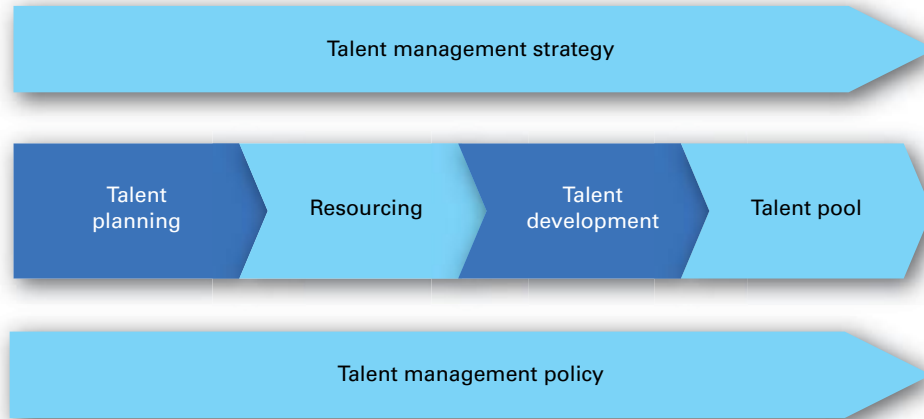 Talent management strategy
Talent
planning
Resourcing
Talent
development
Talent pool
Talent management policy